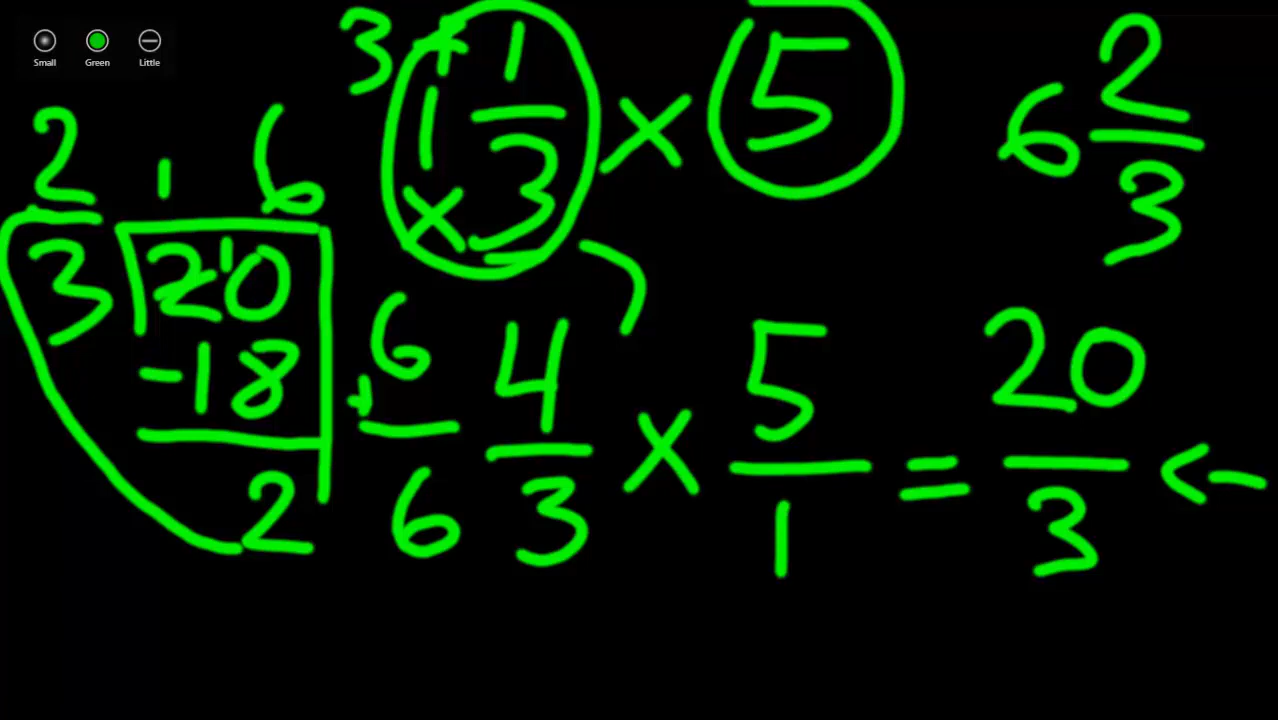 Small Green Little
3 + 1 1/3 × × 5
6 2/3
2 1 6
3 20
-18
2
6 + 6
4/3 × 5/1 = 20/3 ←